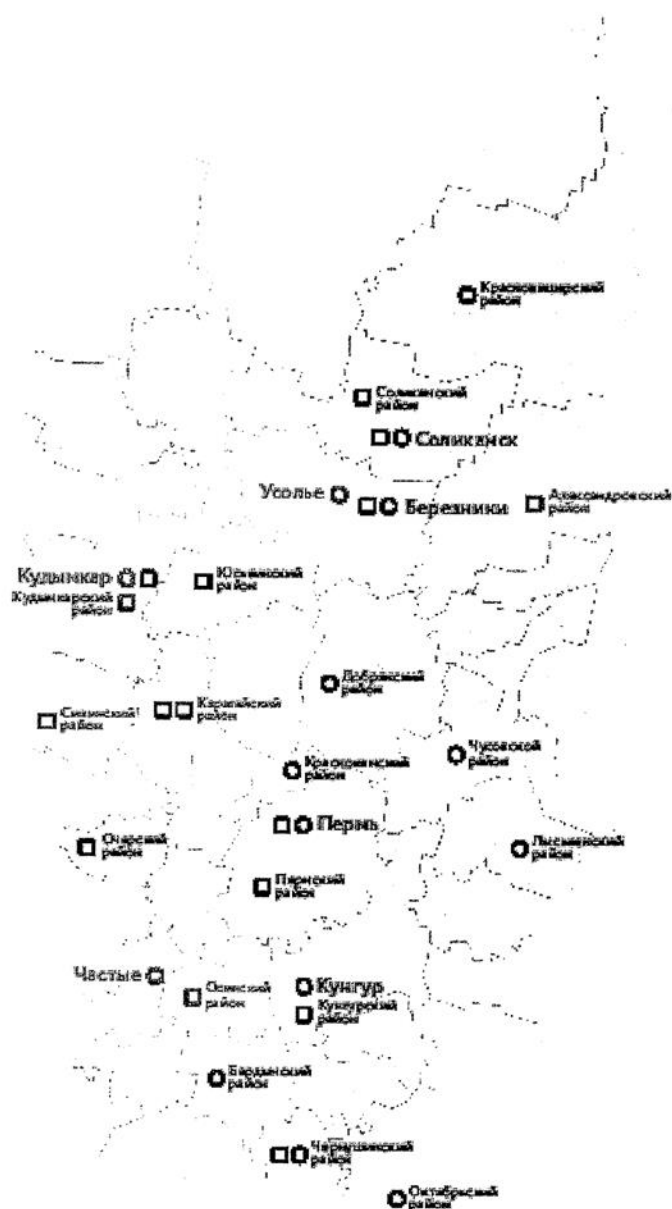 Красновишерский
район
Соликамский
район
Соликамск
Усолье
Березники
Александровский
район
Кудымкар
Юсьвинский
район
Кудымкарский
район
Добрянский
район
Карагайский
район
Сивинский
район
Чусовской
район
Краснокамский
район
Пермь
Очерский
район
Лысьвенский
район
Пермский
район
Частые
Осинский
район
Кунгур
Кунгурский
район
Бардымский
район
Чернушинский
район
Октябрьский
район